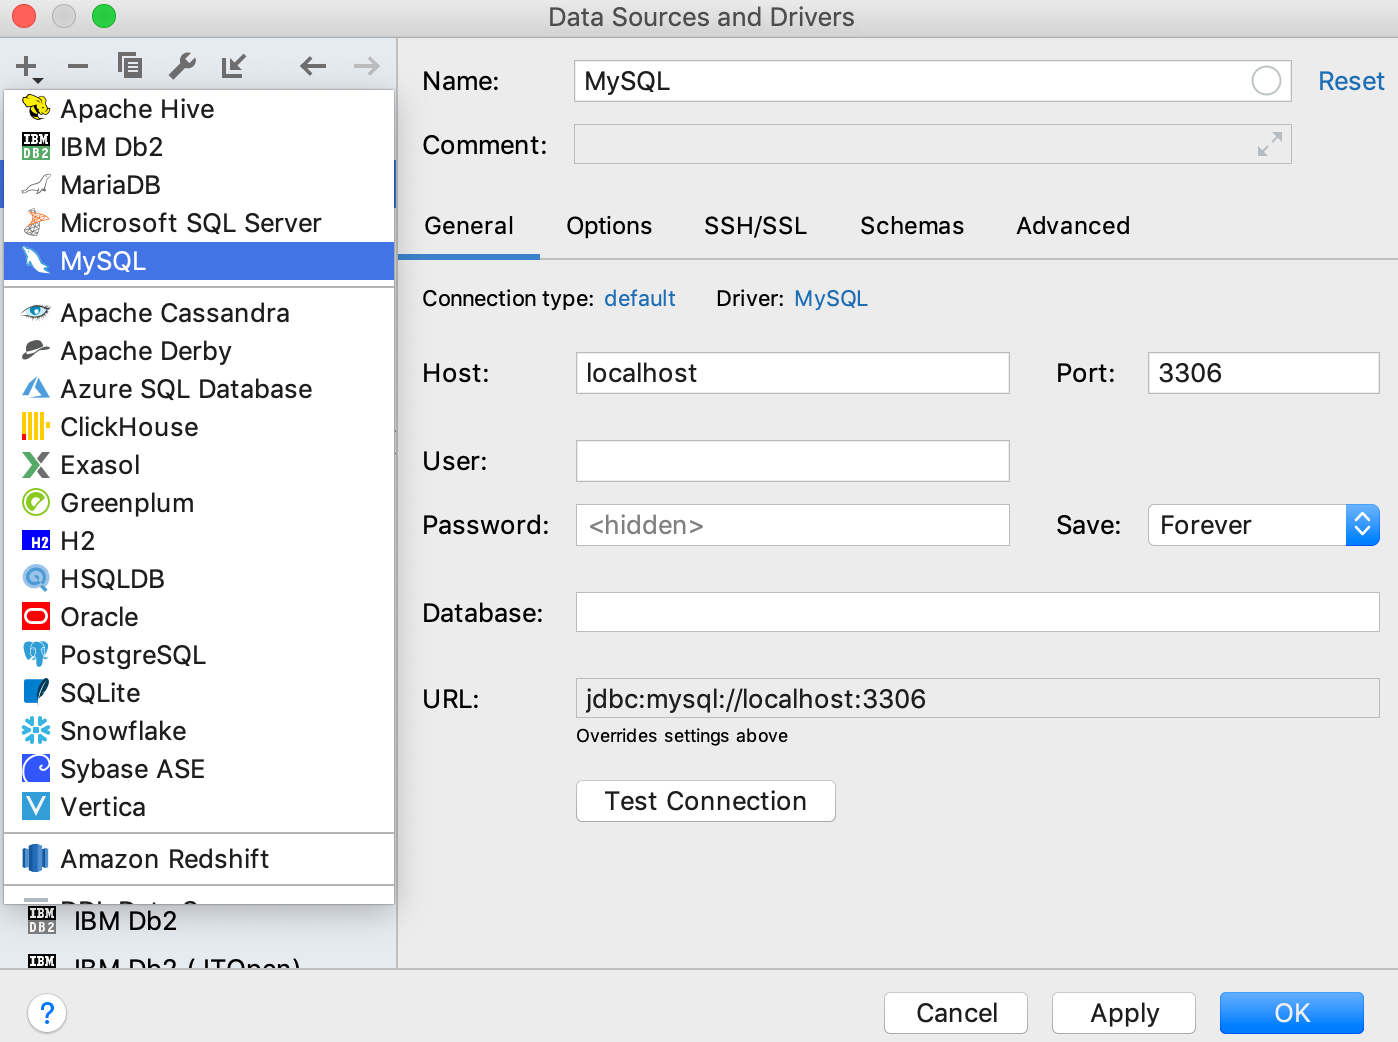 Data Sources and Drivers
Apache Hive
IBM Db2
MariaDB
Microsoft SQL Server
MySQL
Apache Cassandra
Apache Derby
Azure SQL Database
ClickHouse
Exasol
Greenplum
H2
HSQLDB
Oracle
PostgreSQL
SQLite
Snowflake
Sybase ASE
Vertica
Amazon Redshift
IBM Db2
IBM Db2 (JTOpen)
Name: MySQL Reset
Comment:
General Options SSH/SSL Schemas Advanced
Connection type: default Driver: MySQL
Host: localhost Port: 3306
User:
Password: <hidden> Save: Forever
Database:
URL: jdbc:mysql://localhost:3306
Overrides settings above
Test Connection
? Cancel Apply OK